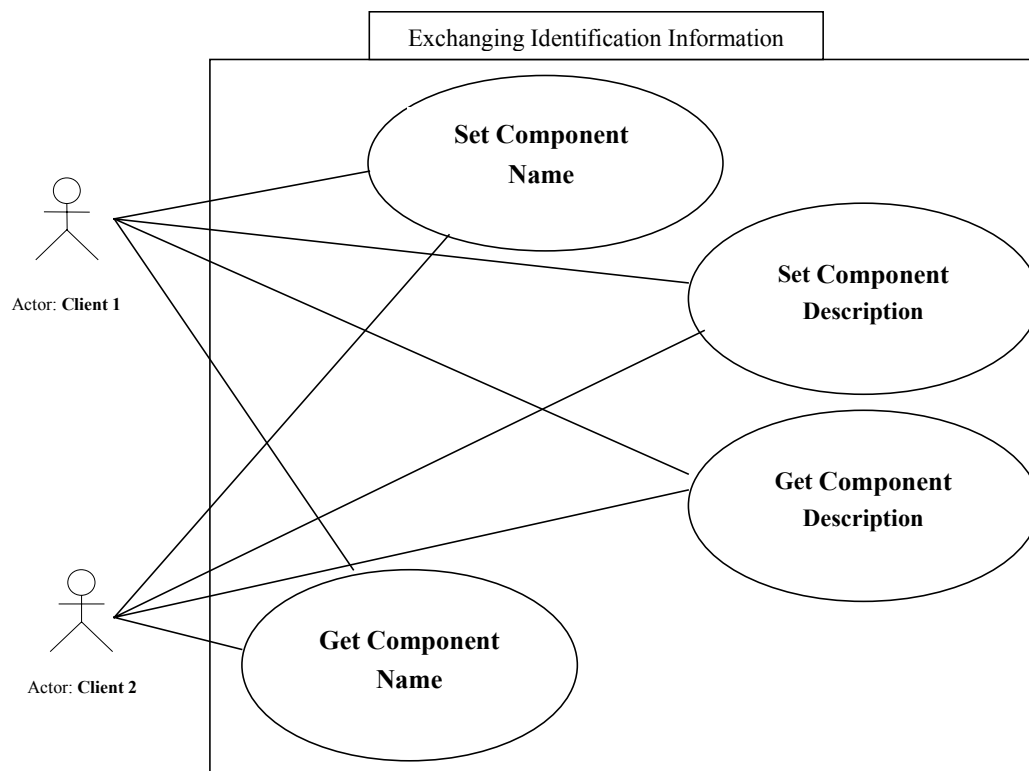 Exchanging Identification Information
Set Component
Name
Actor: Client 1
Set Component
Description
Get Component
Description
Get Component
Name
Actor: Client 2